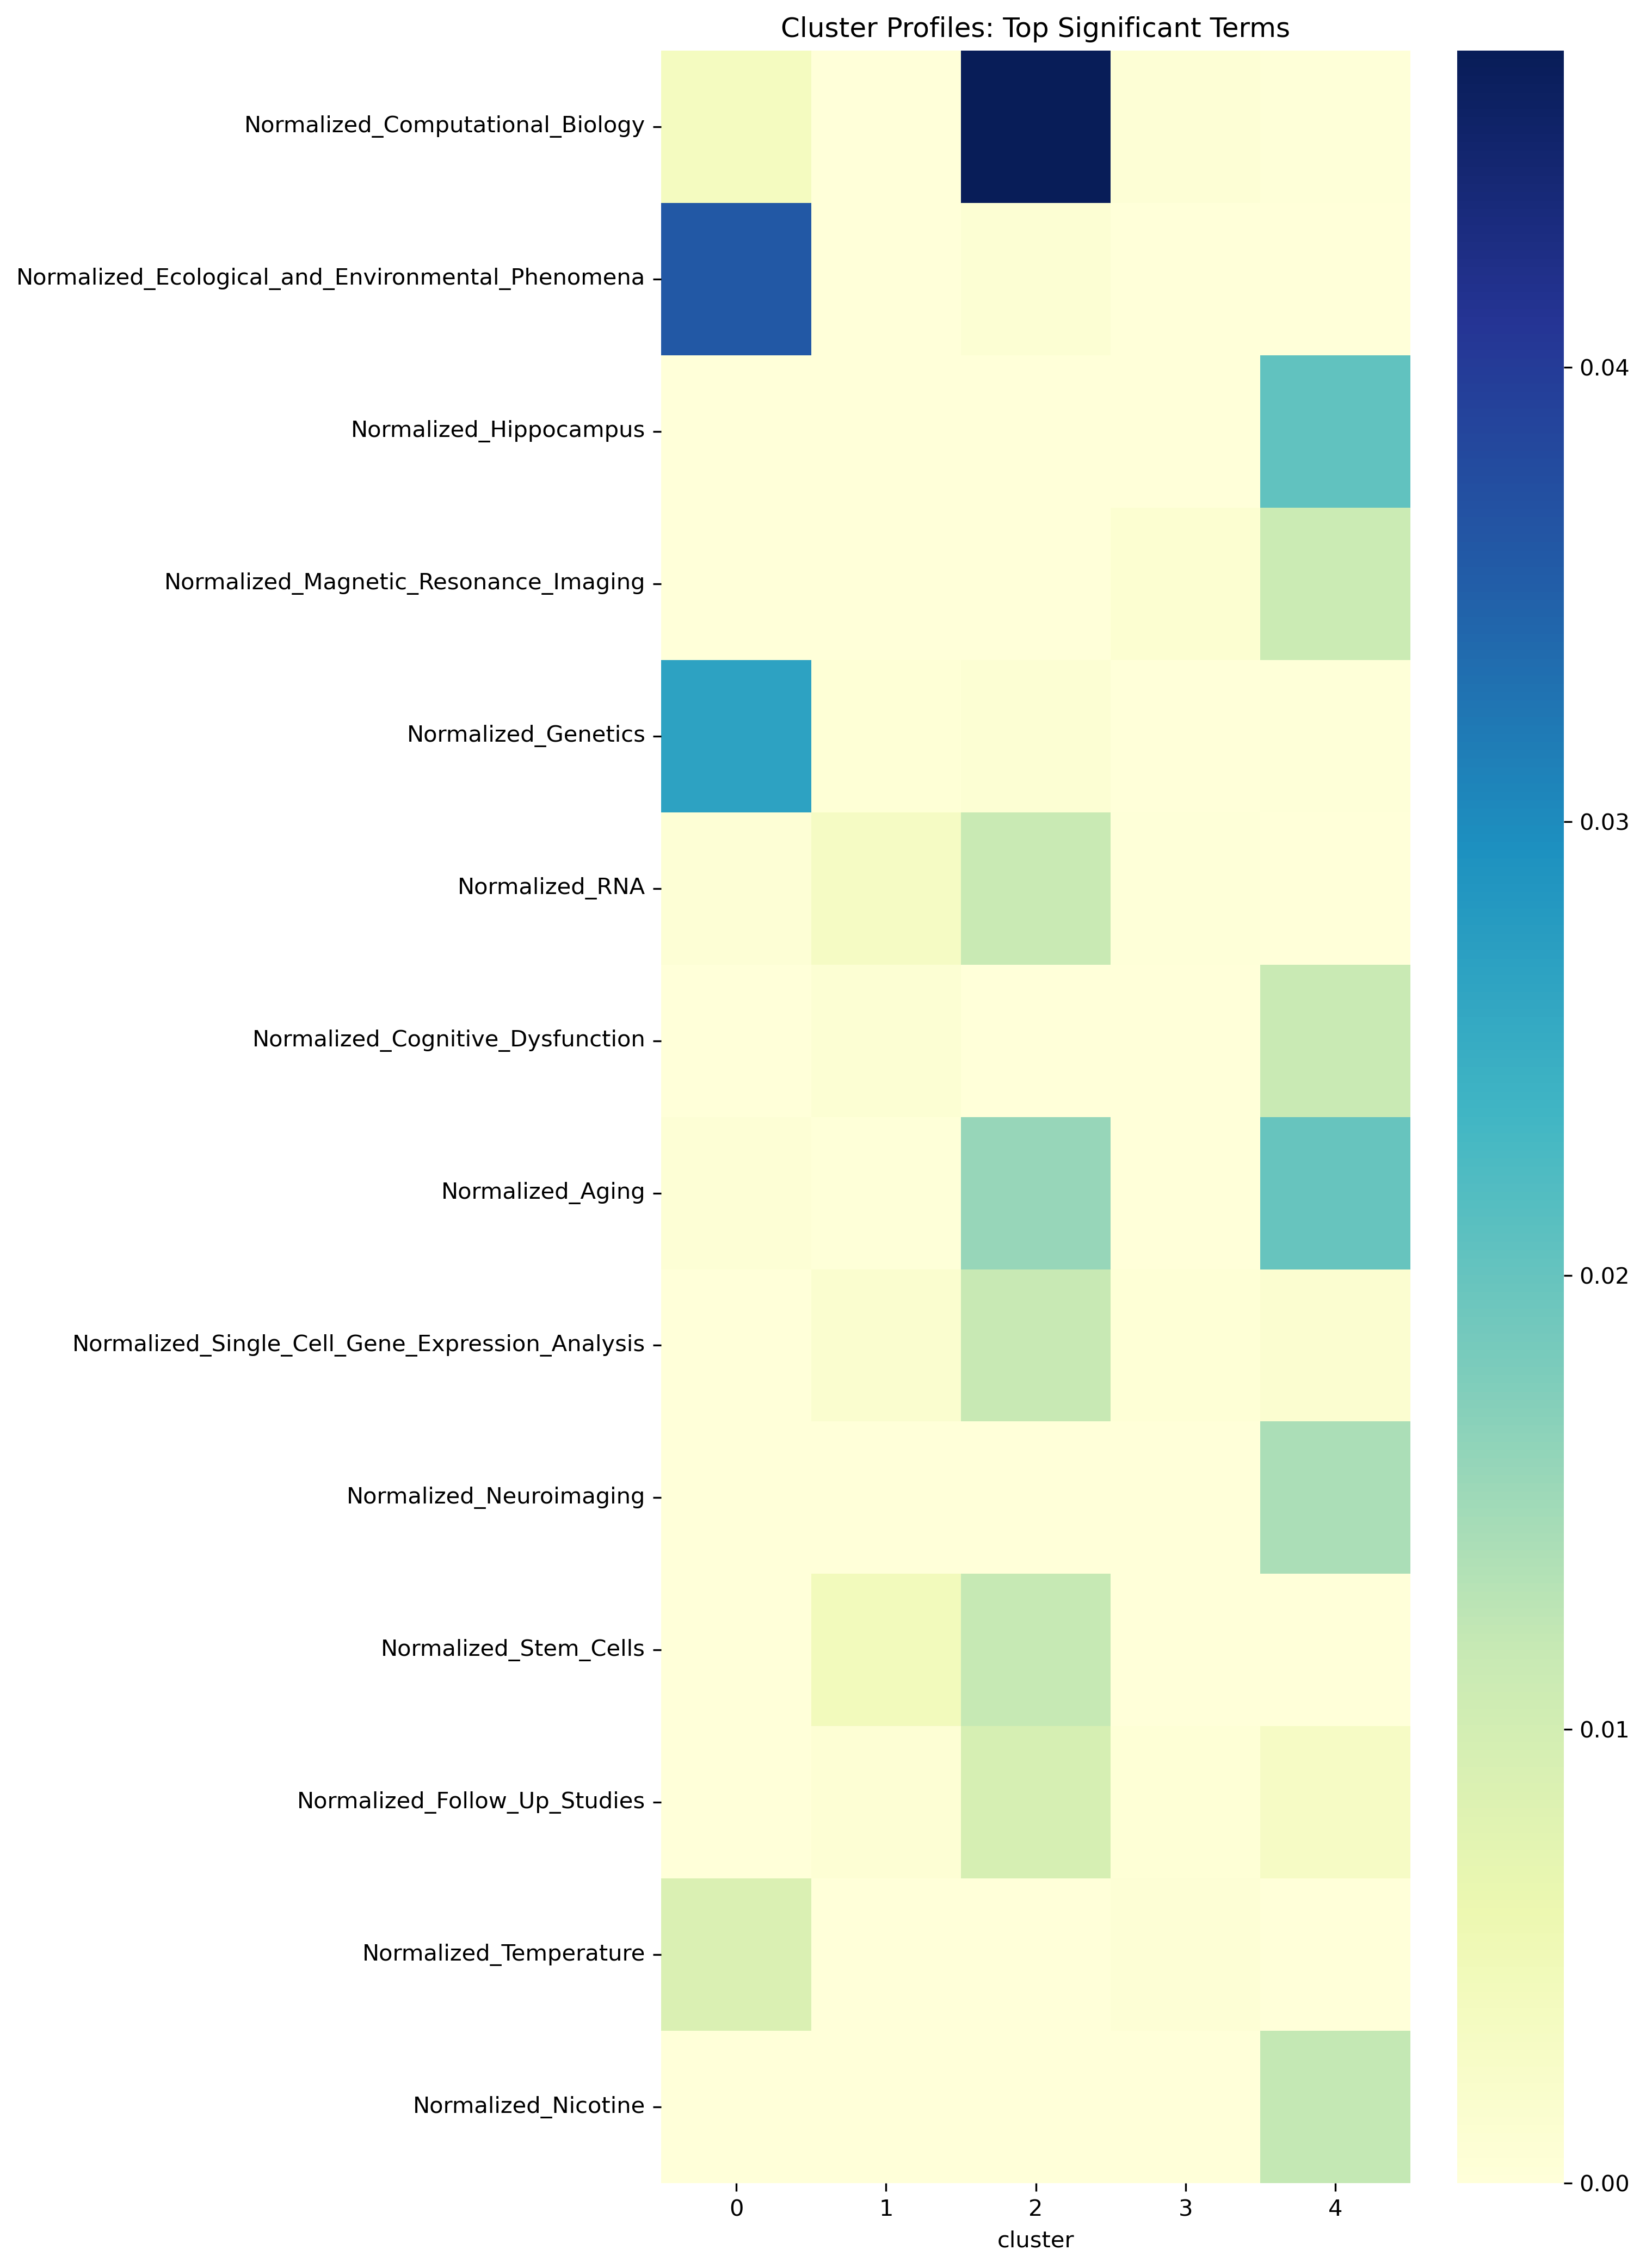 Cluster Profiles: Top Significant Terms
Normalized_Computational_Biology
Normalized_Ecological_and_Environmental_Phenomena
Normalized_Hippocampus
Normalized_Magnetic_Resonance_Imaging
Normalized_Genetics
Normalized_RNA
Normalized_Cognitive_Dysfunction
Normalized_Aging
Normalized_Single_Cell_Gene_Expression_Analysis
Normalized_Neuroimaging
Normalized_Stem_Cells
Normalized_Follow_Up_Studies
Normalized_Temperature
Normalized_Nicotine
0 1 2 3 4
cluster
0.04
0.03
0.02
0.01
0.00